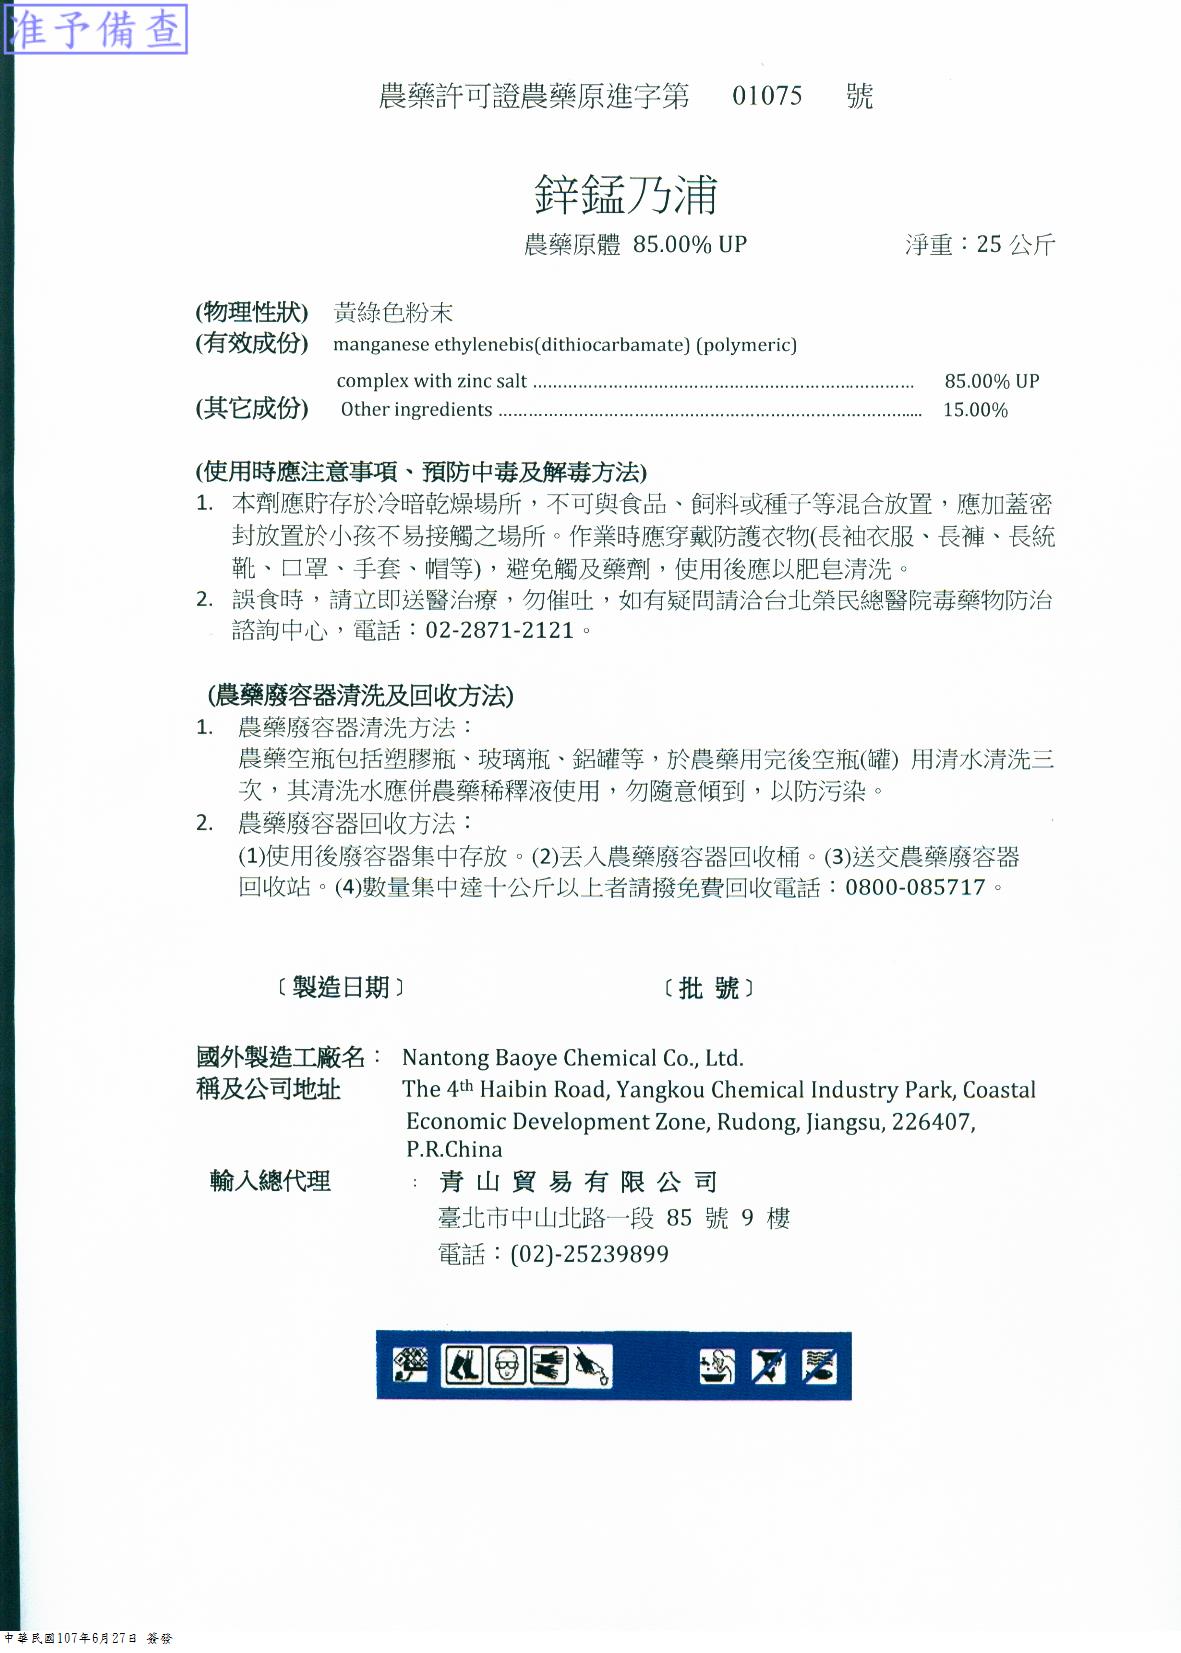 准予備查
農藥許可證農藥原進字第 01075 號
鋅錳乃浦
農藥原體 85.00% UP 淨重：25 公斤
(物理性狀) 黃綠色粉末
(有效成份) manganese ethylenebis(dithiocarbamate) (polymeric)
complex with zinc salt ........................................................................... 85.00% UP
(其它成份) Other ingredients ................................................................................... 15.00%
(使用時應注意事項、預防中毒及解毒方法)
1. 本劑應貯存於冷暗乾燥場所，不可與食品、飼料或種子等混合放置，應加蓋密
封放置於小孩不易接觸之場所。作業時應穿戴防護衣物(長袖衣服、長褲、長統
靴、口罩、手套、帽等)，避免觸及藥劑，使用後應以肥皂清洗。
2. 誤食時，請立即送醫治療，勿催吐，如有疑問請洽台北榮民總醫院毒藥物防治
諮詢中心，電話：02-2871-2121。
(農藥廢容器清洗及回收方法)
1. 農藥廢容器清洗方法：
農藥空瓶包括塑膠瓶、玻璃瓶、鋁罐等，於農藥用完後空瓶(罐) 用清水清洗三
次，其清洗水應併農藥稀釋液使用，勿隨意傾到，以防污染。
2. 農藥廢容器回收方法：
(1)使用後廢容器集中存放。(2)丟入農藥廢容器回收桶。(3)送交農藥廢容器
回收站。(4)數量集中達十公斤以上者請撥免費回收電話：0800-085717。
﹝製造日期﹞ ﹝批 號﹞
國外製造工廠名： Nantong Baoye Chemical Co., Ltd.
稱及公司地址 The 4th Haibin Road, Yangkou Chemical Industry Park, Coastal
Economic Development Zone, Rudong, Jiangsu, 226407,
P.R.China
輸入總代理 ： 青山貿易有限公司
臺北市中山北路一段 85 號 9 樓
電話：(02)-25239899
中華民國107年6月27日 簽發